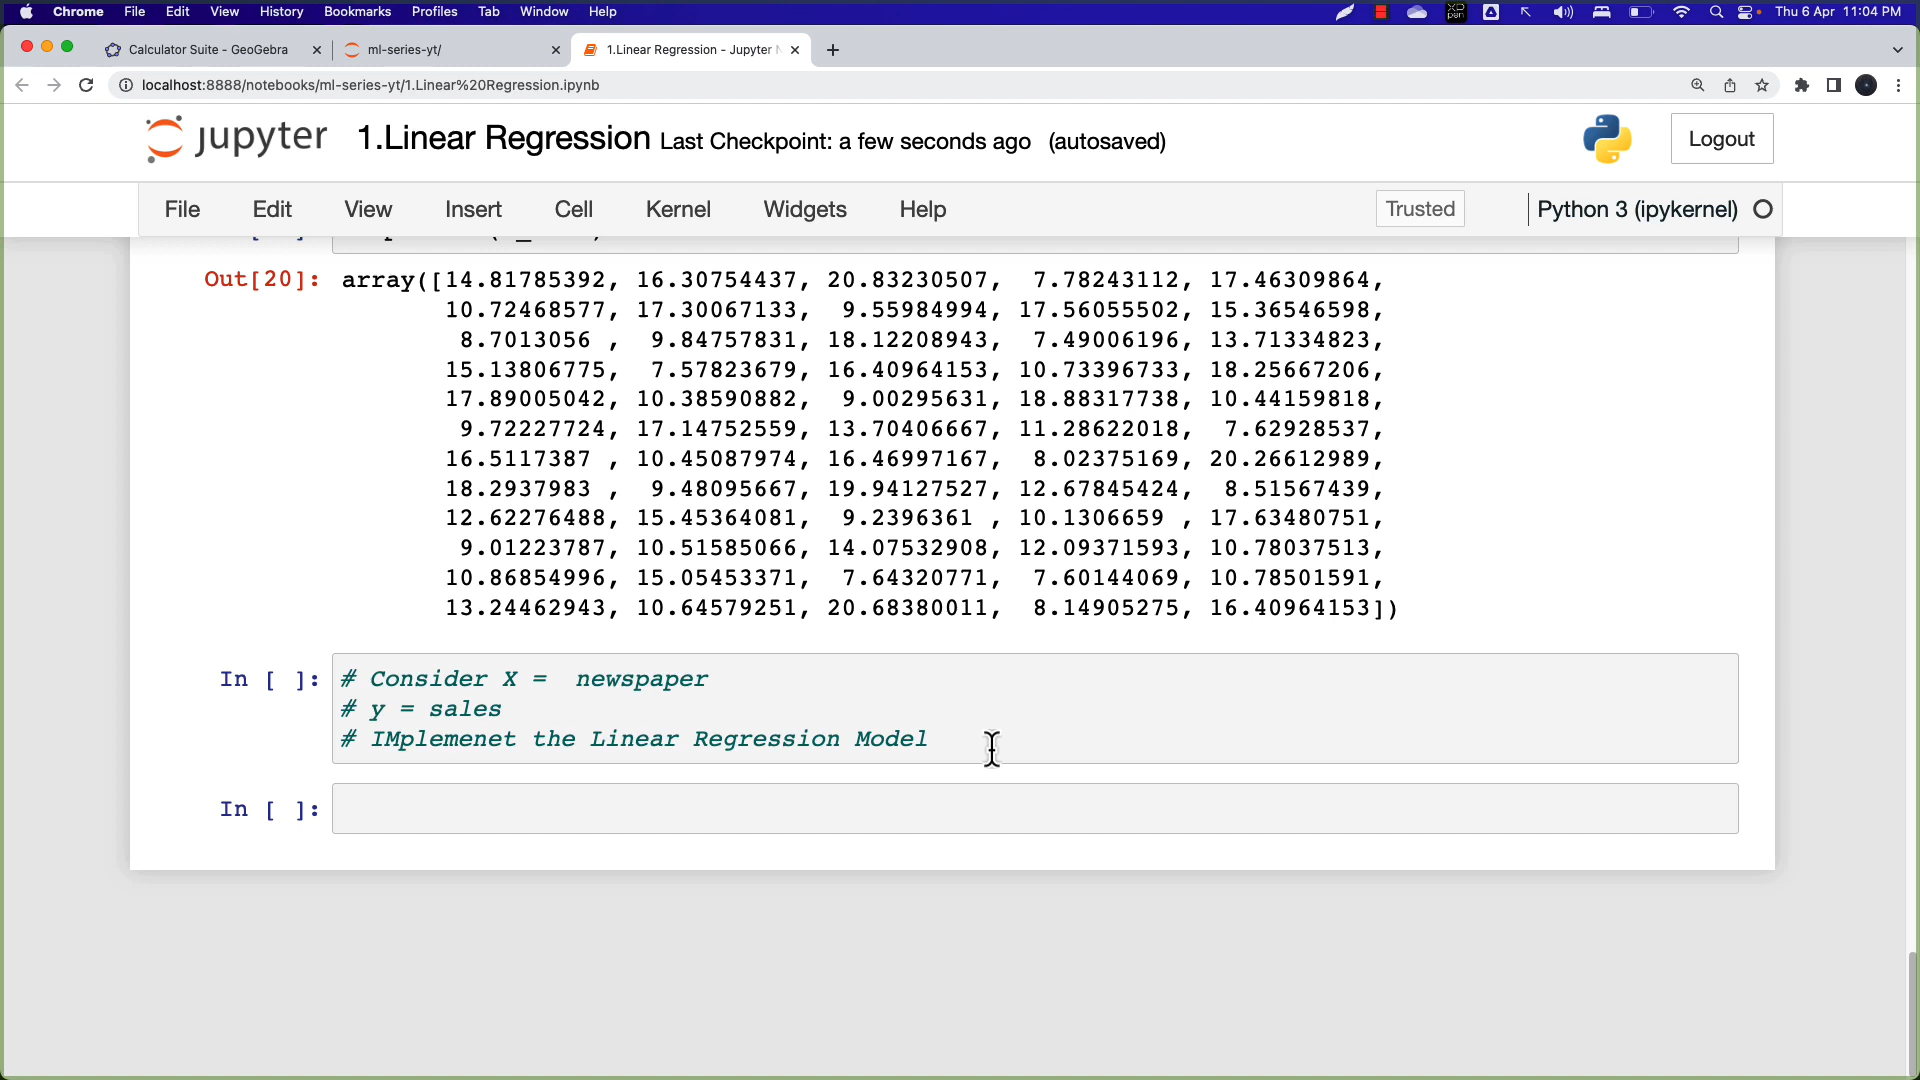 Chrome File Edit View History Bookmarks Profiles Tab Window Help Thu 6 Apr 11:04 PM
Calculator Suite - GeoGebra ml-series-yt/ 1.Linear Regression - Jupyter N
localhost:8888/notebooks/ml-series-yt/1.Linear%20Regression.ipynb
jupyter 1.Linear Regression Last Checkpoint: a few seconds ago (autosaved) Logout
File Edit View Insert Cell Kernel Widgets Help Trusted Python 3 (ipykernel)
Out[20]: array([14.81785392, 16.30754437, 20.83230507, 7.78243112, 17.46309864,
10.72468577, 17.30067133, 9.55984994, 17.56055502, 15.36546598,
8.7013056 , 9.84757831, 18.12208943, 7.49006196, 13.71334823,
15.13806775, 7.57823679, 16.40964153, 10.73396733, 18.25667206,
17.89005042, 10.38590882, 9.00295631, 18.88317738, 10.44159818,
9.72227724, 17.14752559, 13.70406667, 11.28622018, 7.62928537,
16.5117387 , 10.45087974, 16.46997167, 8.02375169, 20.26612989,
18.2937983 , 9.48095667, 19.94127527, 12.67845424, 8.51567439,
12.62276488, 15.45364081, 9.2396361 , 10.1306659 , 17.63480751,
9.01223787, 10.51585066, 14.07532908, 12.09371593, 10.78037513,
10.86854996, 15.05453371, 7.64320771, 7.60144069, 10.78501591,
13.24462943, 10.64579251, 20.68380011, 8.14905275, 16.40964153])
In [ ]: # Consider X = newspaper
# y = sales
# IMplemenet the Linear Regression Model
In [ ]: